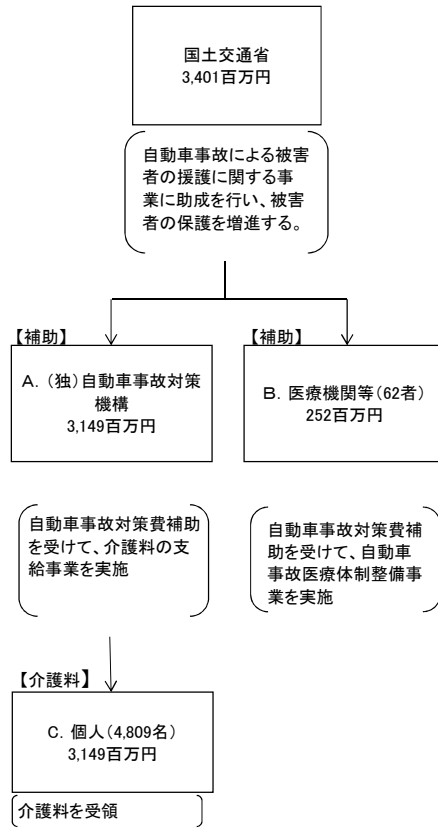 国土交通省
3,401百万円
自動車事故による被害
者の援護に関する事
業に助成を行い、被害
者の保護を増進する。
【補助】
A．（独）自動車事故対策
機構
3,149百万円
自動車事故対策費補助
を受けて、介護料の支
給事業を実施
【補助】
B．医療機関等（62者）
252百万円
自動車事故対策費補
助を受けて、自動車
事故医療体制整備事
業を実施
【介護料】
C．個人（4,809名）
3,149百万円
介護料を受領